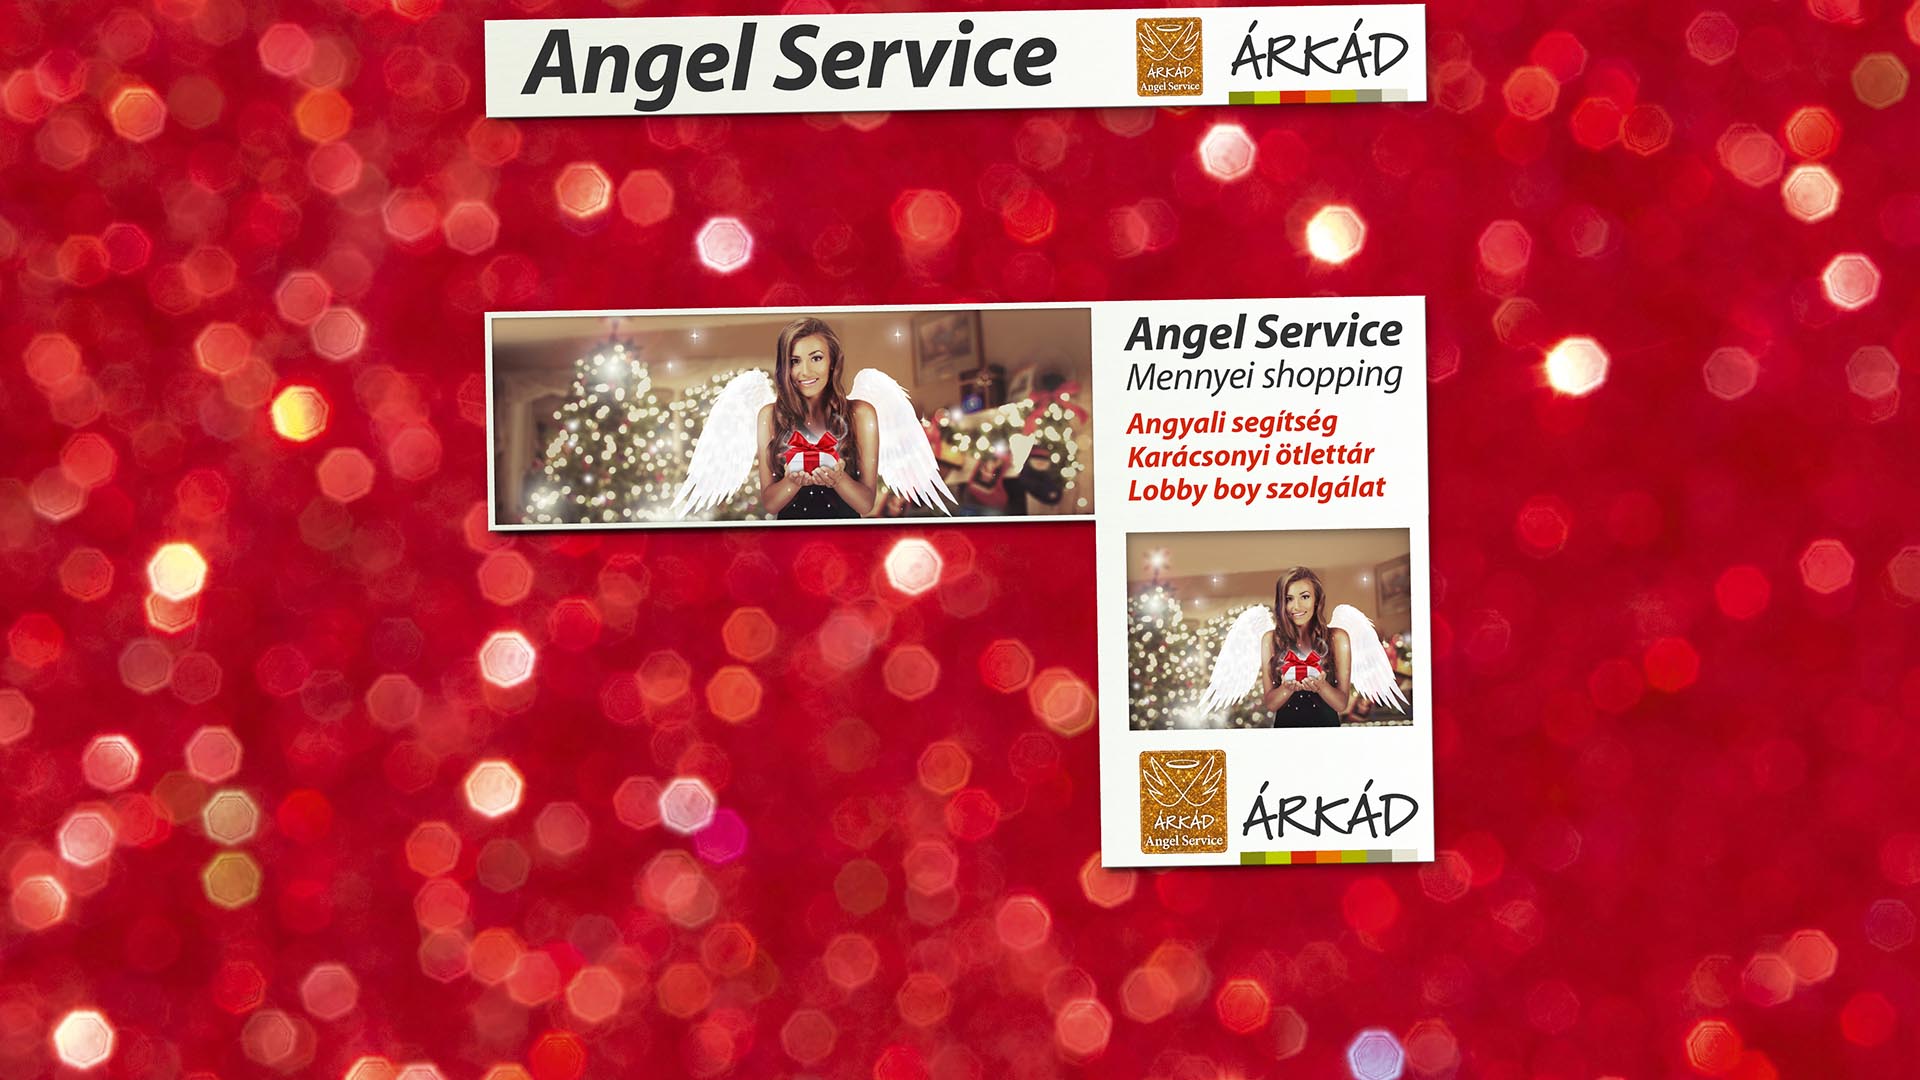 Angel Service
ÁRKÁD
Angel Service
ÁRKÁD
Angel Service
Mennyei shopping
Angyali segítség
Karácsonyi ötlettár
Lobby boy szolgálat
ÁRKÁD
Angel Service
ÁRKÁD